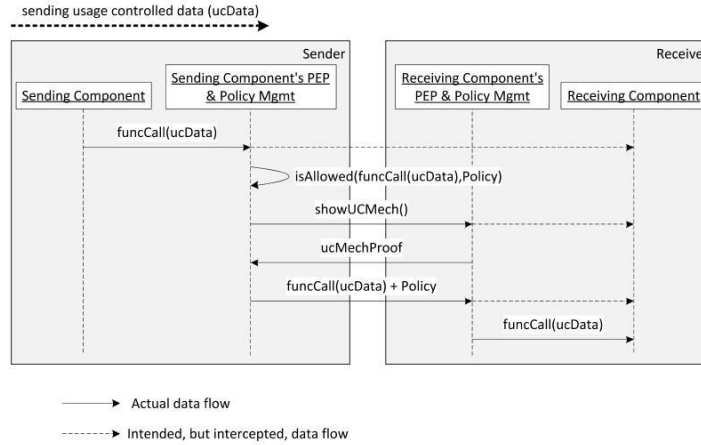 sending usage controlled data (ucData)
Sender
Receive
Sending Component
Sending Component's PEP
& Policy Mgmt
Receiving Component's
PEP & Policy Mgmt
Receiving Component
funcCall(ucData)
isAllowed(funcCall(ucData),Policy)
showUCMech()
ucMechProof
funcCall(ucData) + Policy
funcCall(ucData)
Actual data flow
Intended, but intercepted, data flow